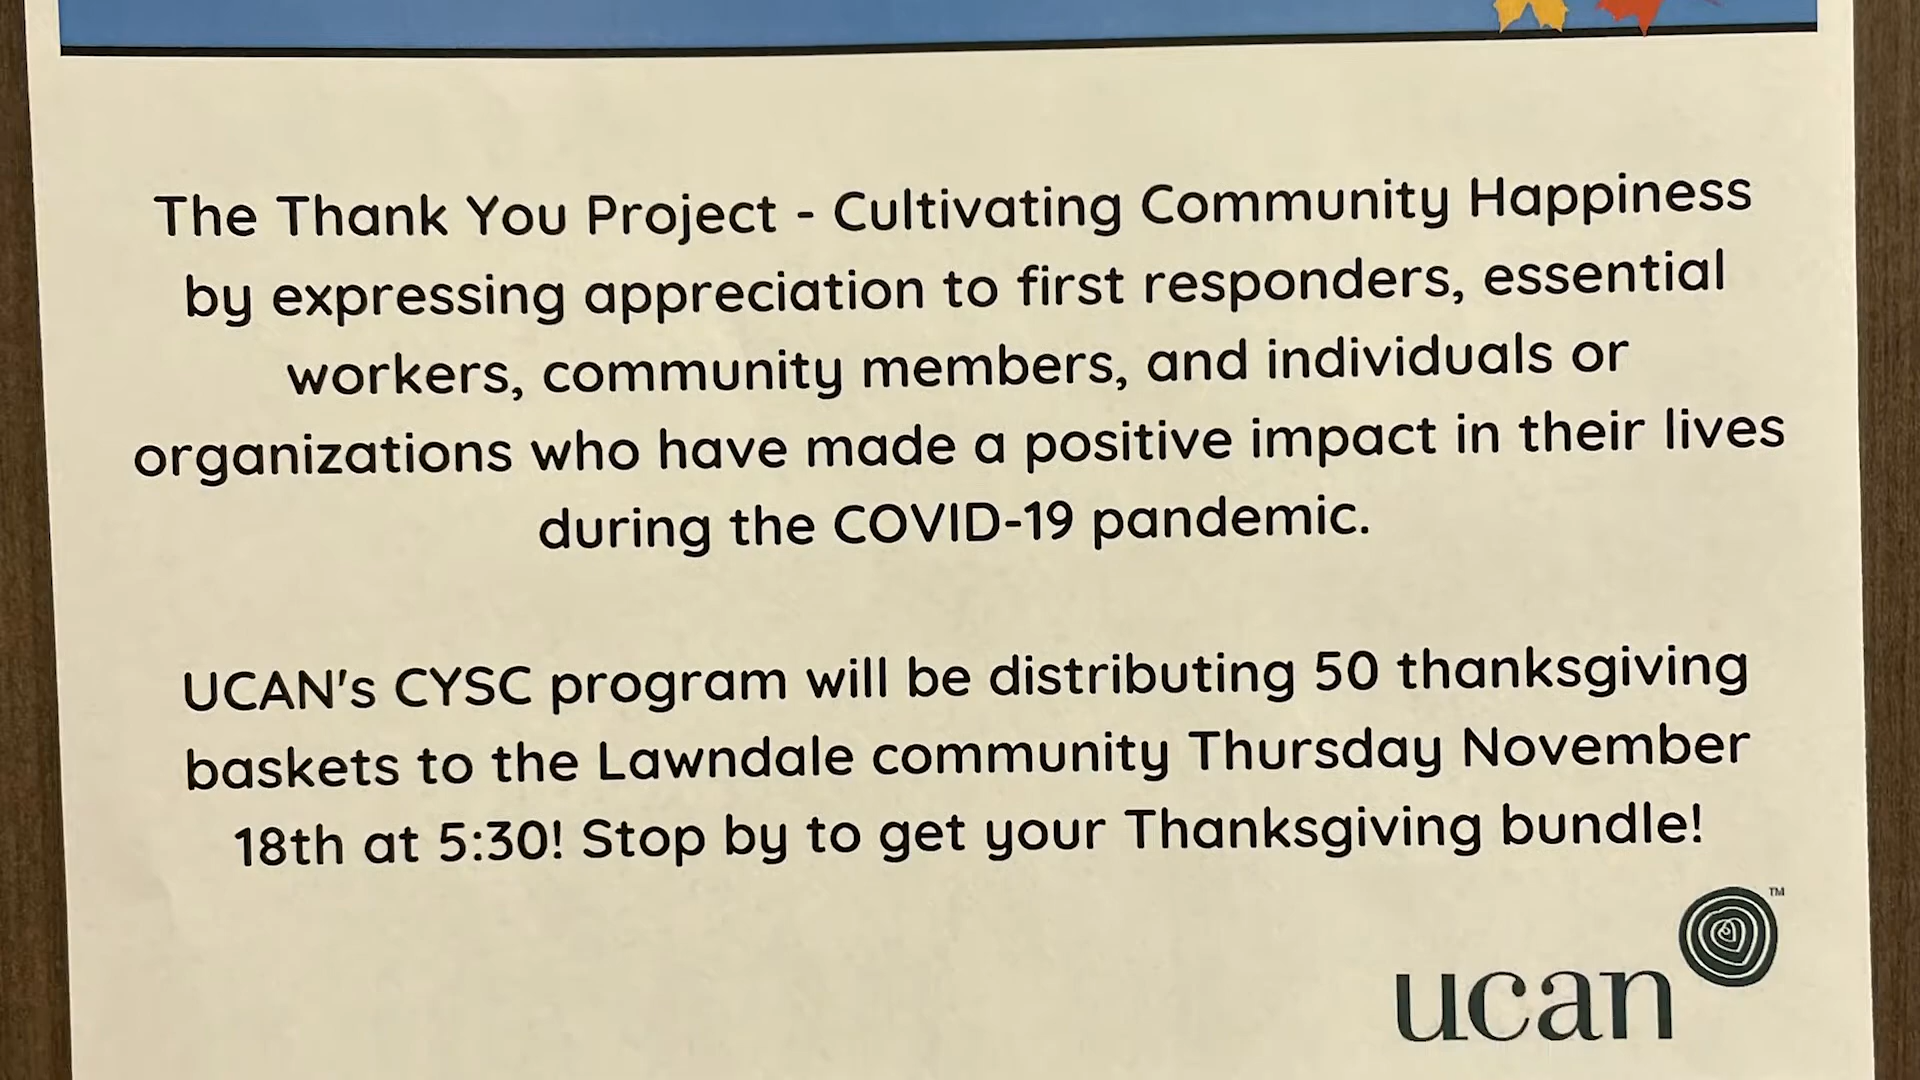 The Thank You Project - Cultivating Community Happiness
by expressing appreciation to first responders, essential
workers, community members, and individuals or
organizations who have made a positive impact in their lives
during the COVID-19 pandemic.
UCAN's CYSC program will be distributing 50 thanksgiving
baskets to the Lawndale community Thursday November
18th at 5:30! Stop by to get your Thanksgiving bundle!
TM
ucan